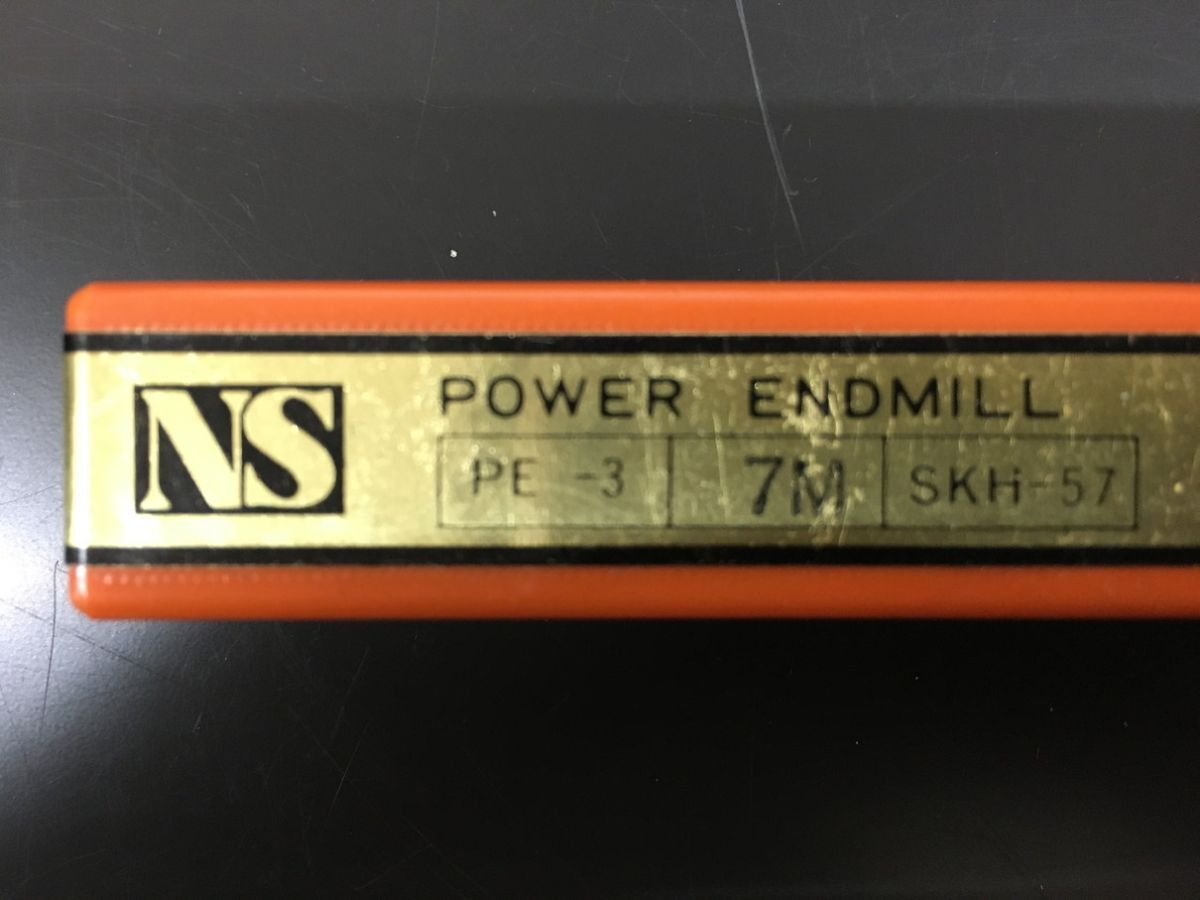 NS
POWER ENDMILL
PE -3 7M SKH-57